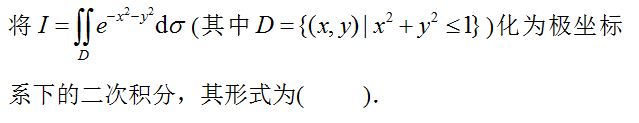 将 $I = \iint\limits_{D} e^{-x^2-y^2} \mathrm{d}\sigma$ (其中 $D = \{(x, y) | x^2 + y^2 \leq 1\}$)化为极坐标
系下的二次积分，其形式为(    ).